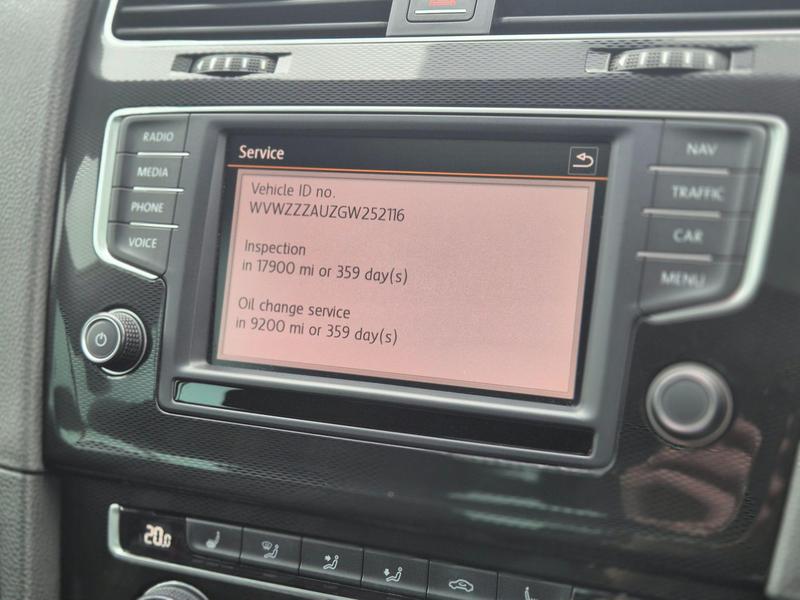 RADIO
MEDIA
PHONE
VOICE
Service
Vehicle ID no.
WVWZZZAUZGW252116
Inspection
in 17900 mi or 359 day(s)
Oil change service
in 9200 mi or 359 day(s)
NAV
TRAFFIC
CAR
MENU
20.0